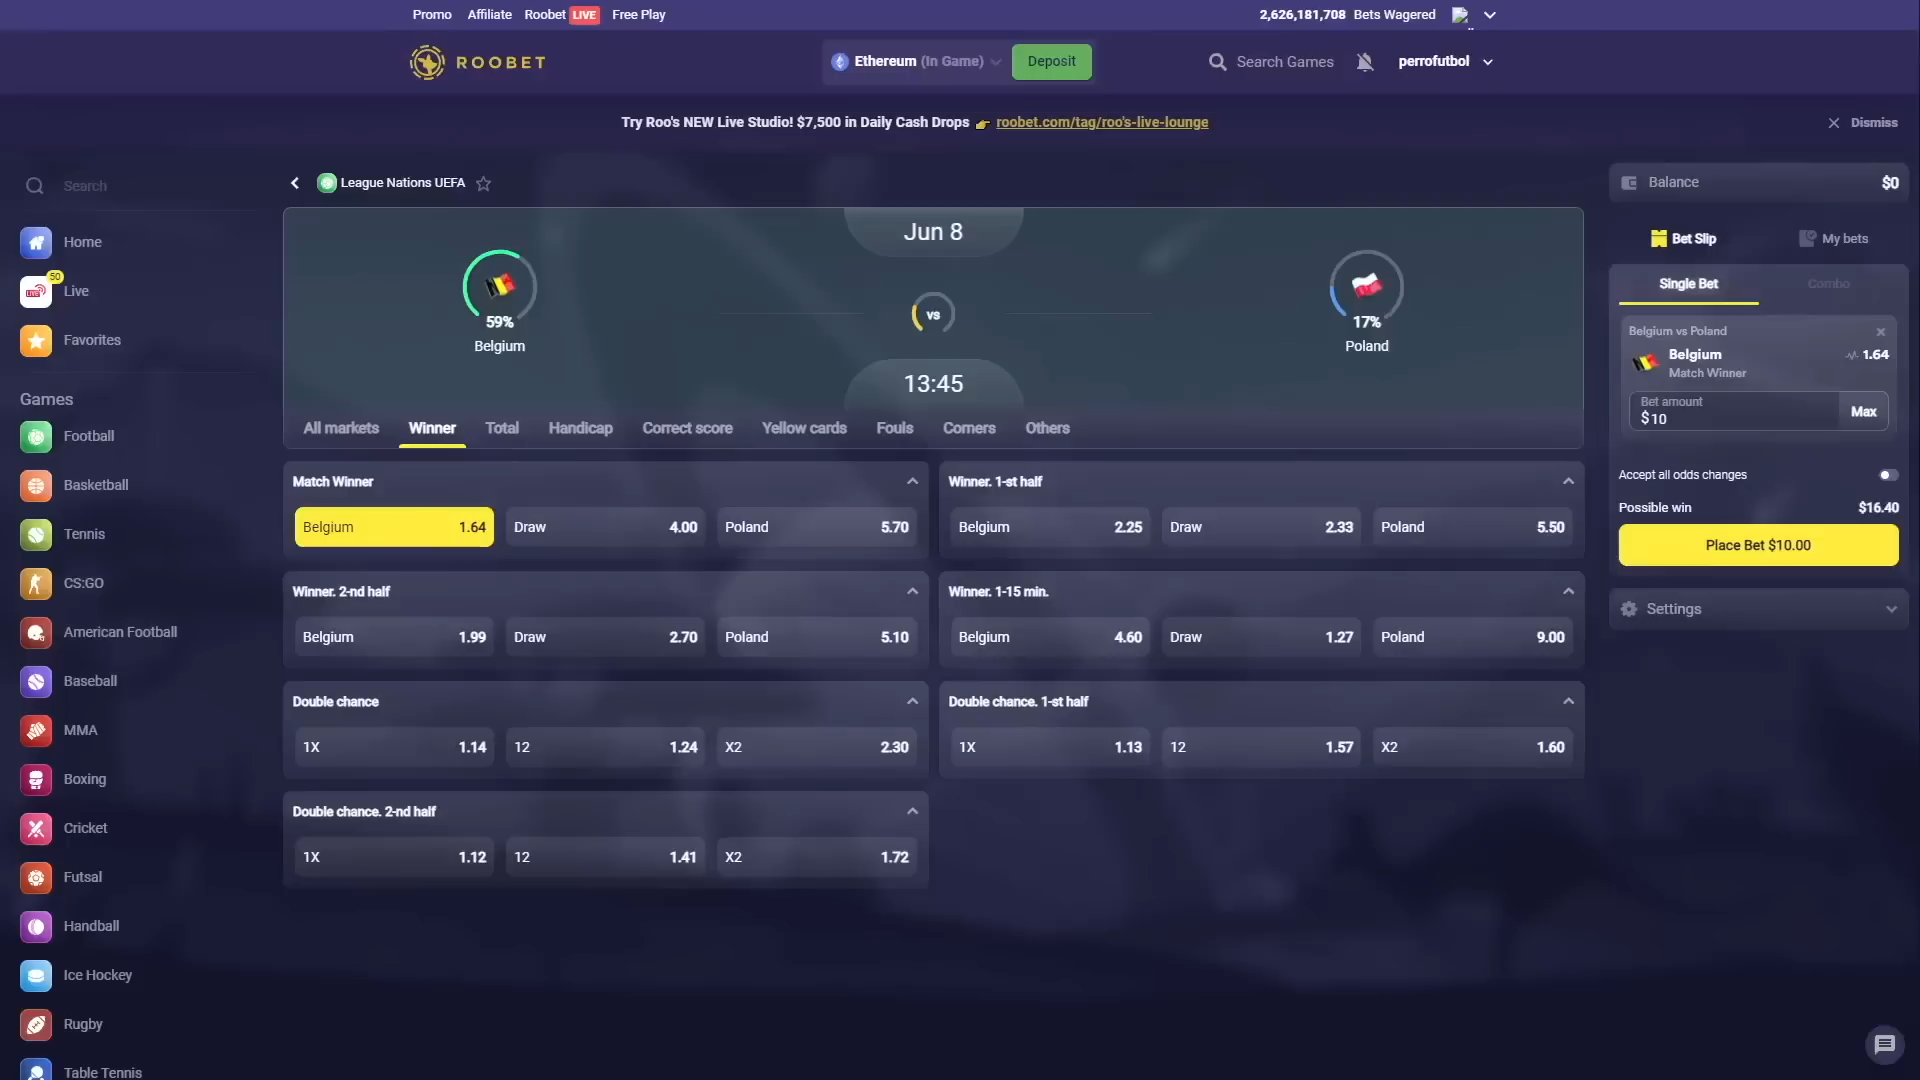 Promo Affiliate Roobet LIVE Free Play
2,626,181,708 Bets Wagered
ROOBET
Ethereum (In Game)
Deposit
Search Games
perrofutbol
Try Roo's NEW Live Studio! $7,500 in Daily Cash Drops 👉 roobet.com/tag/roo's-live-lounge
Dismiss
Search
Home
50
LIVE
Live
Favorites
Games
Football
Basketball
Tennis
CS:GO
American Football
Baseball
MMA
Boxing
Cricket
Futsal
Handball
Ice Hockey
Rugby
Table Tennis
League Nations UEFA
Jun 8
59%
Belgium
vs
17%
Poland
13:45
All markets Winner Total Handicap Correct score Yellow cards Fouls Corners Others
Match Winner
Belgium 1.64 Draw 4.00 Poland 5.70
Winner. 1-st half
Belgium 2.25 Draw 2.33 Poland 5.50
Winner. 2-nd half
Belgium 1.99 Draw 2.70 Poland 5.10
Winner. 1-15 min.
Belgium 4.60 Draw 1.27 Poland 9.00
Double chance
1X 1.14 12 1.24 X2 2.30
Double chance. 1-st half
1X 1.13 12 1.57 X2 1.60
Double chance. 2-nd half
1X 1.12 12 1.41 X2 1.72
Balance $0
Bet Slip My bets
Single Bet Combo
Belgium vs Poland
Belgium 1.64
Match Winner
Bet amount
$10
Max
Accept all odds changes
Possible win $16.40
Place Bet $10.00
Settings